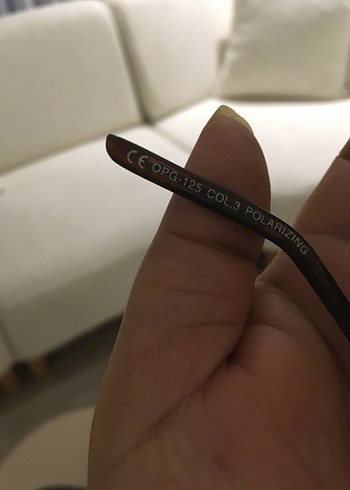 CE OPG-125 COL.3 POLARIZING